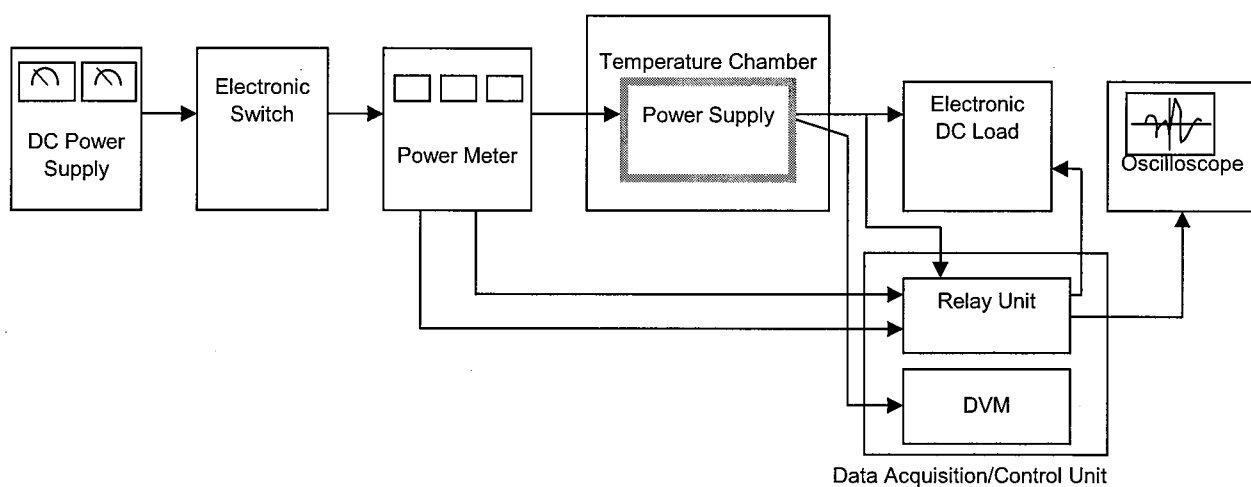 DC Power
Supply
Electronic
Switch
Power Meter
Temperature Chamber
Power Supply
Electronic
DC Load
Oscilloscope
Relay Unit
DVM
Data Acquisition/Control Unit